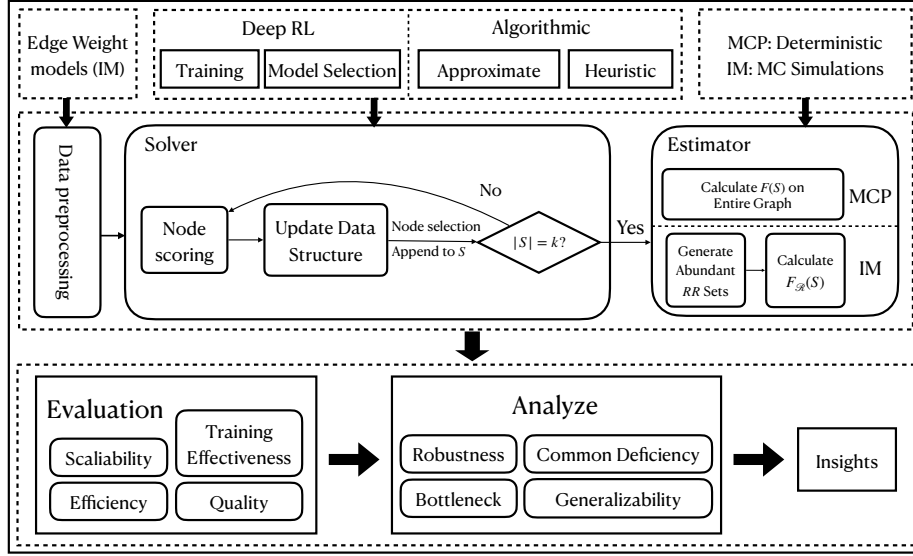 Edge Weight
models (IM)
Deep RL
Training
Model Selection
Algorithmic
Approximate
Heuristic
MCP: Deterministic
IM: MC Simulations
Data preprocessing
Solver
Node
scoring
Update Data
Structure
Node selection
Append to S
|S| = k?
No
Yes
Estimator
Calculate F(S) on
Entire Graph
MCP
Generate
Abundant
RR Sets
Calculate
F_ℛ(S)
IM
Evaluation
Scaliability
Training
Effectiveness
Efficiency
Quality
Analyze
Robustness
Common Deficiency
Bottleneck
Generalizability
Insights